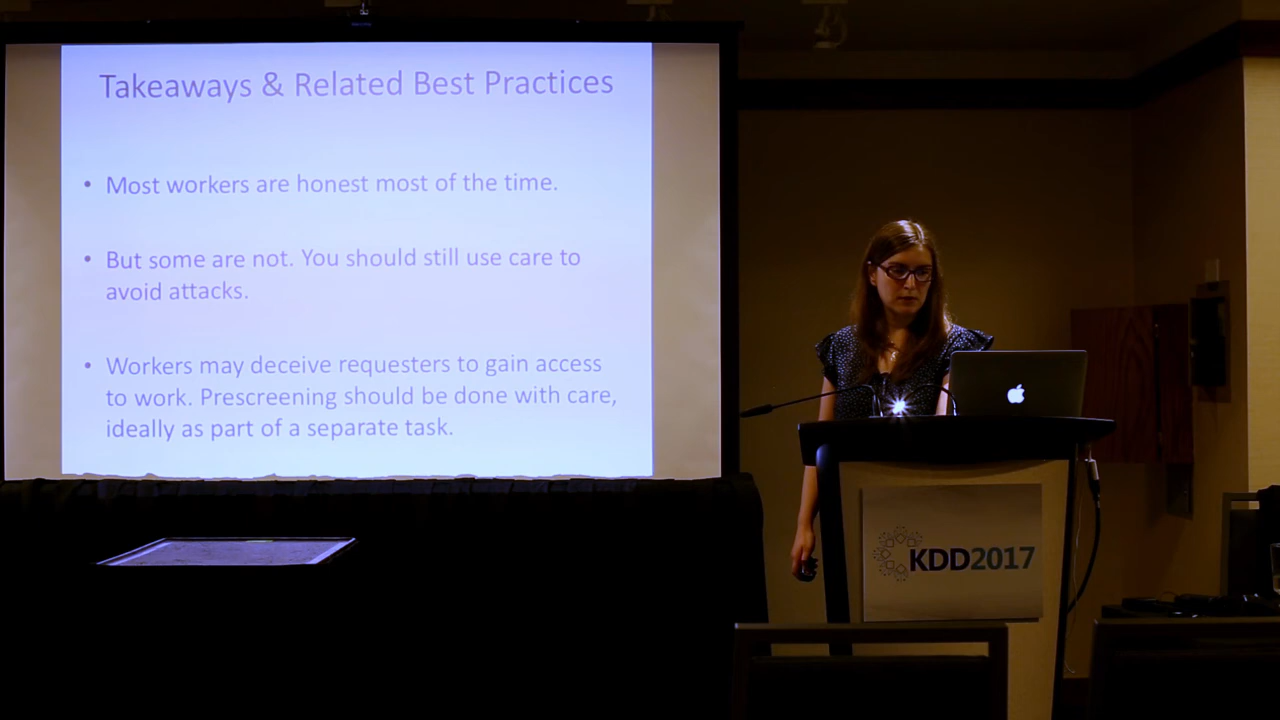 Takeaways & Related Best Practices
• Most workers are honest most of the time.
• But some are not. You should still use care to
avoid attacks.
• Workers may deceive requesters to gain access
to work. Prescreening should be done with care,
ideally as part of a separate task.
KDD2017